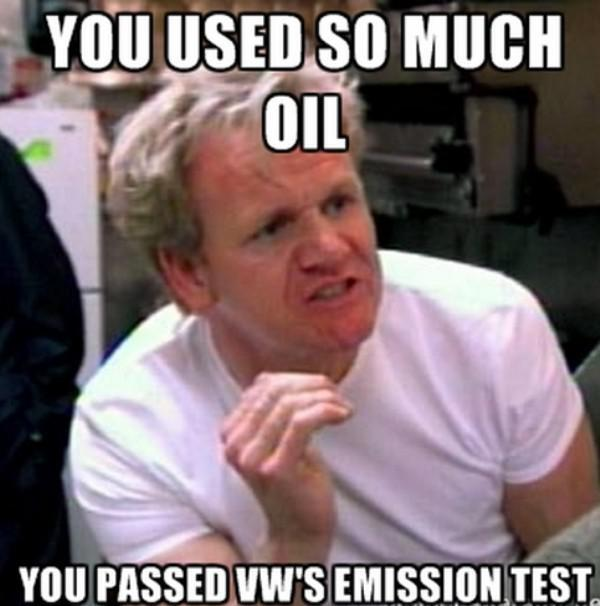 YOU USED SO MUCH
OIL
YOU PASSED VW'S EMISSION TEST